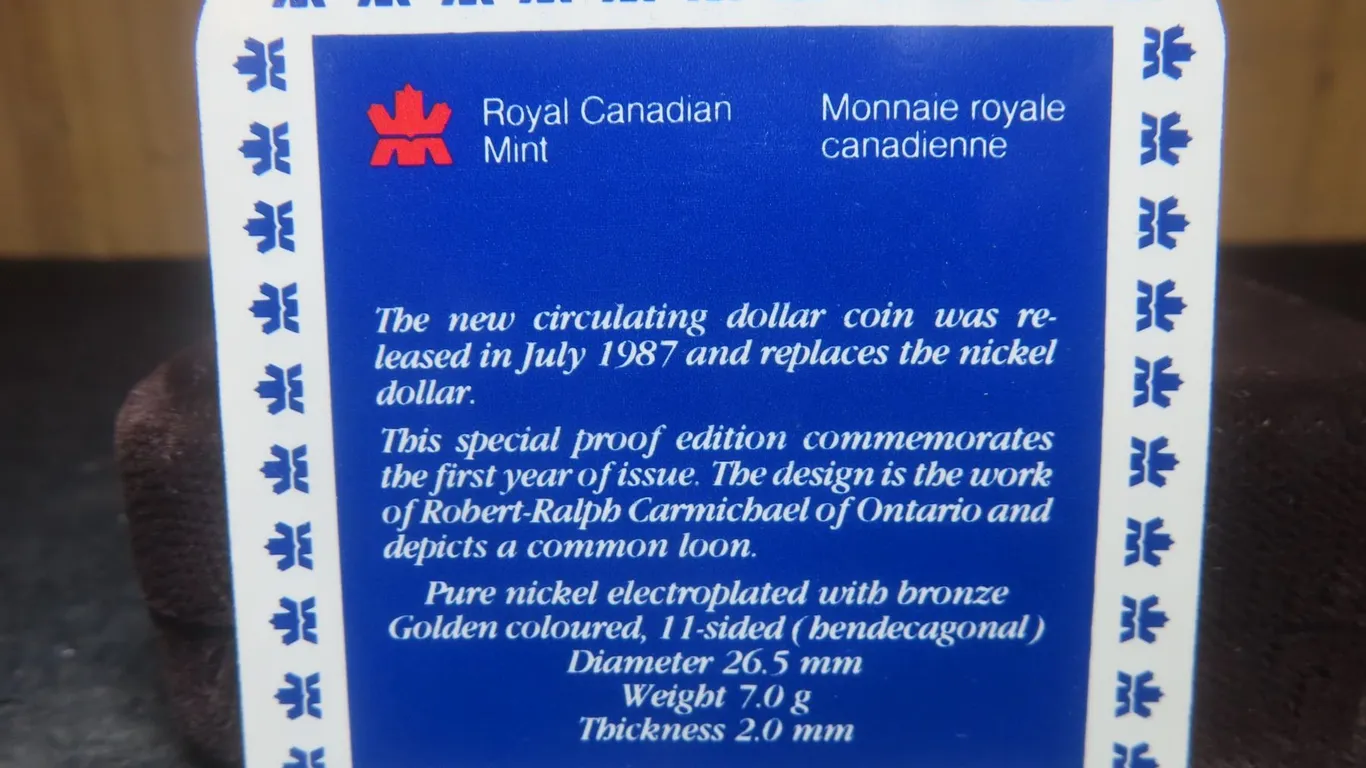 Royal Canadian
Mint
Monnaie royale
canadienne
The new circulating dollar coin was re-
leased in July 1987 and replaces the nickel
dollar.
This special proof edition commemorates
the first year of issue. The design is the work
of Robert-Ralph Carmichael of Ontario and
depicts a common loon.
Pure nickel electroplated with bronze
Golden coloured, 11-sided (hendecagonal)
Diameter 26.5 mm
Weight 7.0 g
Thickness 2.0 mm